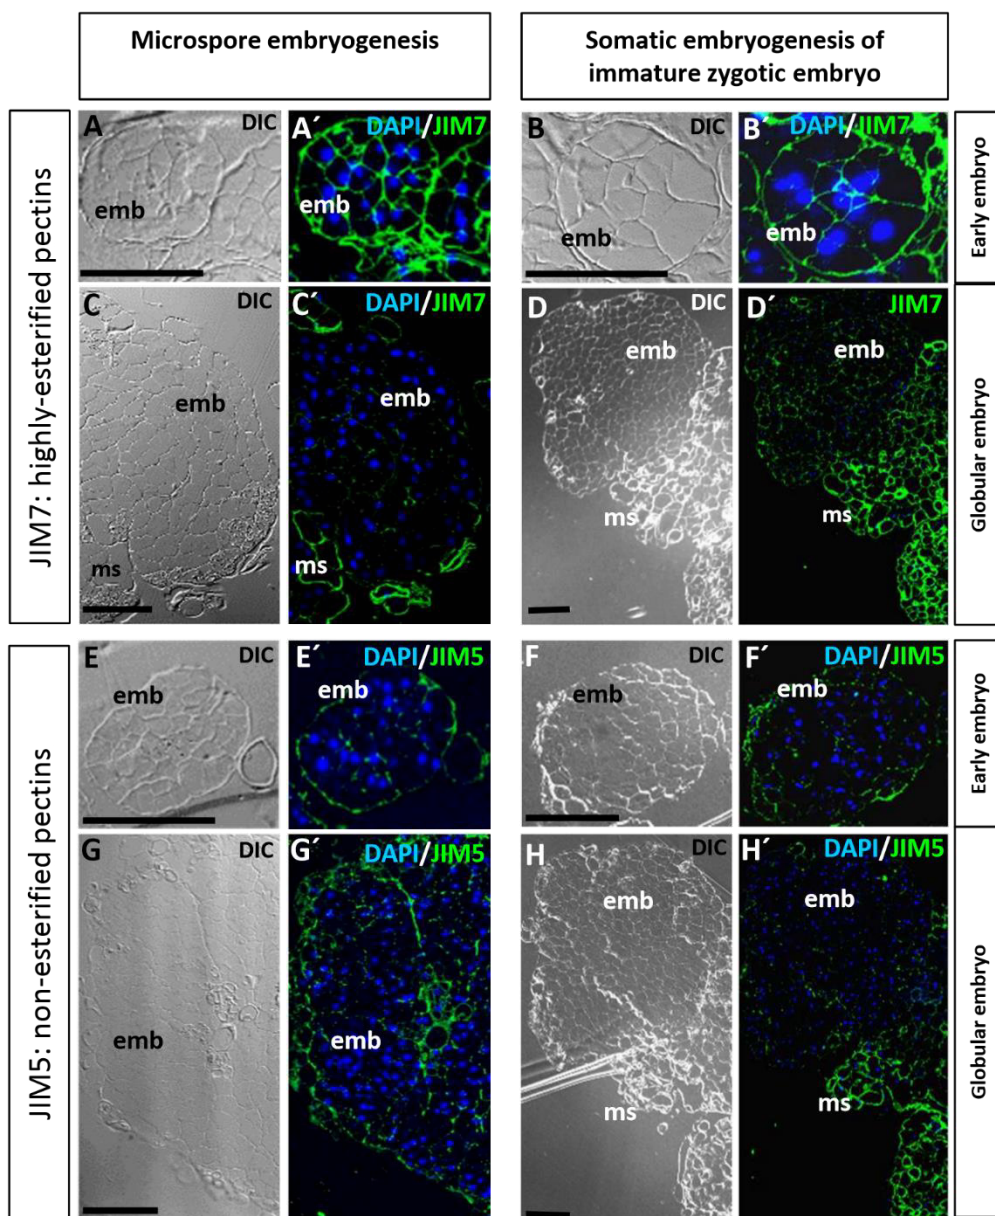 Microspore embryogenesis
Somatic embryogenesis of
immature zygotic embryo
JIM7: highly-esterified pectins
A DIC
emb
A´ DAPI/JIM7
emb
B DIC
emb
B´ DAPI/JIM7
emb
Early embryo
C DIC
emb
ms
C´ DAPI/JIM7
emb
ms
D DIC
emb
ms
D´ JIM7
emb
ms
Globular embryo
JIM5: non-esterified pectins
E DIC
emb
E´ DAPI/JIM5
emb
F DIC
emb
F´ DAPI/JIM5
emb
Early embryo
G DIC
emb
G´ DAPI/JIM5
emb
H DIC
emb
ms
H´ DAPI/JIM5
emb
ms
Globular embryo